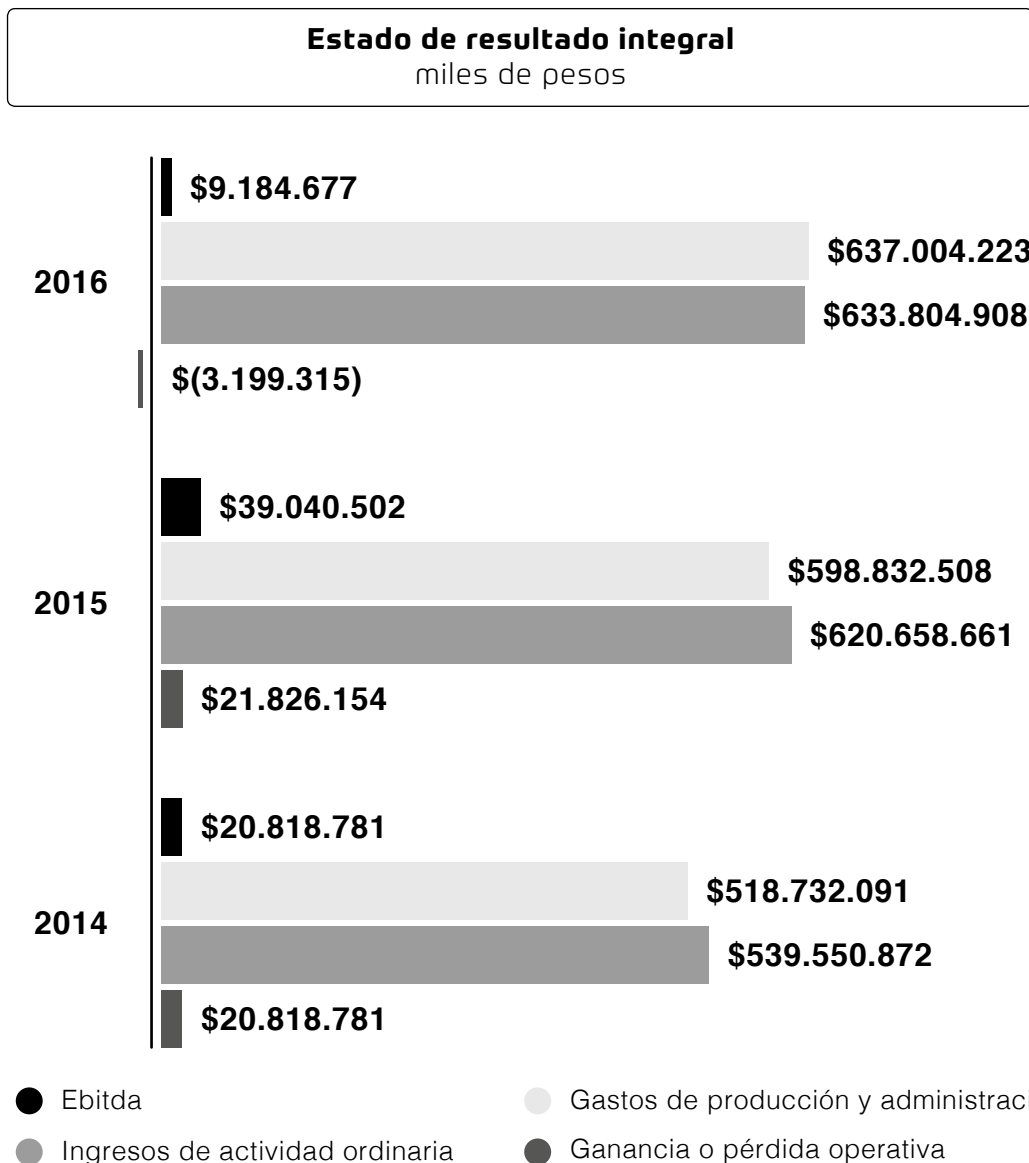 Estado de resultado integral
miles de pesos
$9.184.677
$637.004.223
2016
$633.804.908
$(3.199.315)
$39.040.502
$598.832.508
2015
$620.658.661
$21.826.154
$20.818.781
$518.732.091
2014
$539.550.872
$20.818.781
Ebitda
Gastos de producción y administrac
Ingresos de actividad ordinaria
Ganancia o pérdida operativa